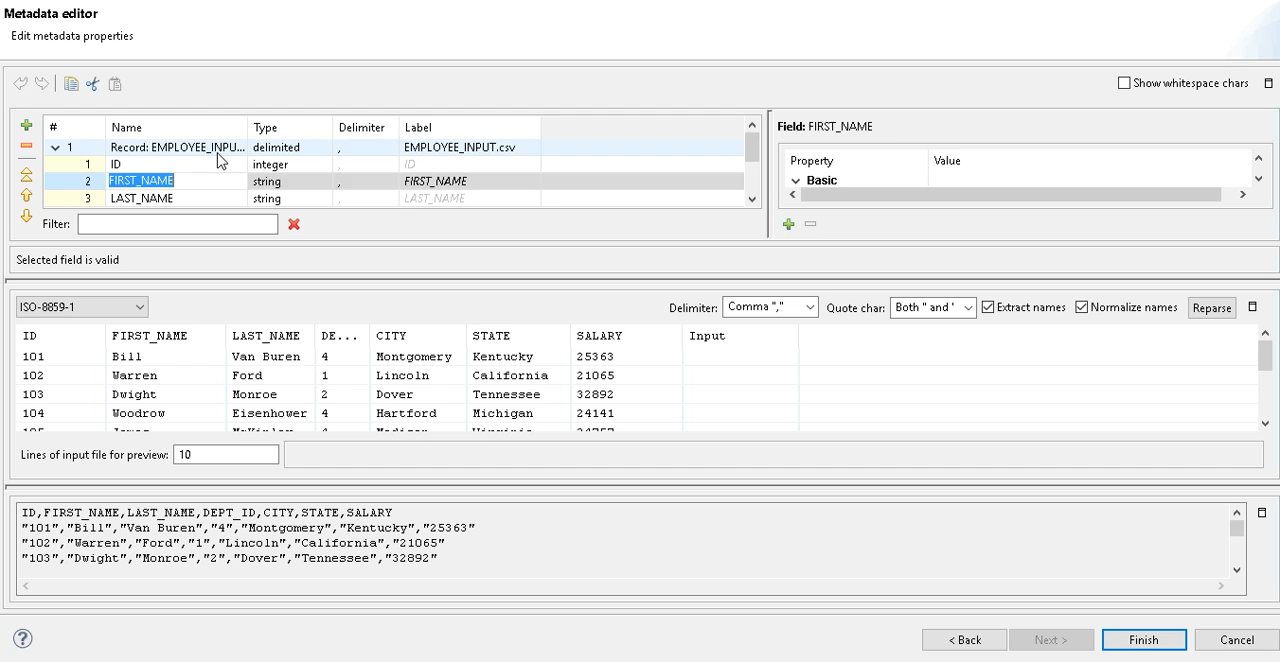 Metadata editor
Edit metadata properties
Show whitespace chars
# Name Type Delimiter Label
1 Record: EMPLOYEE_INPU... delimited , EMPLOYEE_INPUT.csv
1 ID integer , ID
2 FIRST_NAME string , FIRST_NAME
3 LAST_NAME string , LAST_NAME
Filter:
Field: FIRST_NAME
Property Value
Basic
Selected field is valid
ISO-8859-1 Delimiter: Comma "," Quote char: Both " and ' Extract names Normalize names Reparse
ID FIRST_NAME LAST_NAME DE... CITY STATE SALARY Input
101 Bill Van Buren 4 Montgomery Kentucky 25363
102 Warren Ford 1 Lincoln California 21065
103 Dwight Monroe 2 Dover Tennessee 32892
104 Woodrow Eisenhower 4 Hartford Michigan 24141
Lines of input file for preview: 10
ID,FIRST_NAME,LAST_NAME,DEPT_ID,CITY,STATE,SALARY
"101","Bill","Van Buren","4","Montgomery","Kentucky","25363"
"102","Warren","Ford","1","Lincoln","California","21065"
"103","Dwight","Monroe","2","Dover","Tennessee","32892"
? < Back Next > Finish Cancel